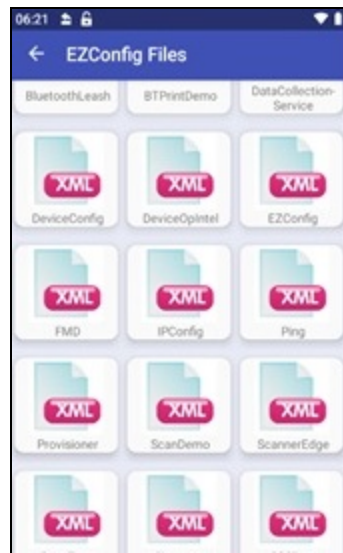 06:21
EZConfig Files
BluetoothLeash BTPrintDemo DataCollection-
Service
XML XML XML
DeviceConfig DeviceOpIntel EZConfig
XML XML XML
FMD IPConfig Ping
XML XML XML
Provisioner ScanDemo ScannerEdge
XML XML XML